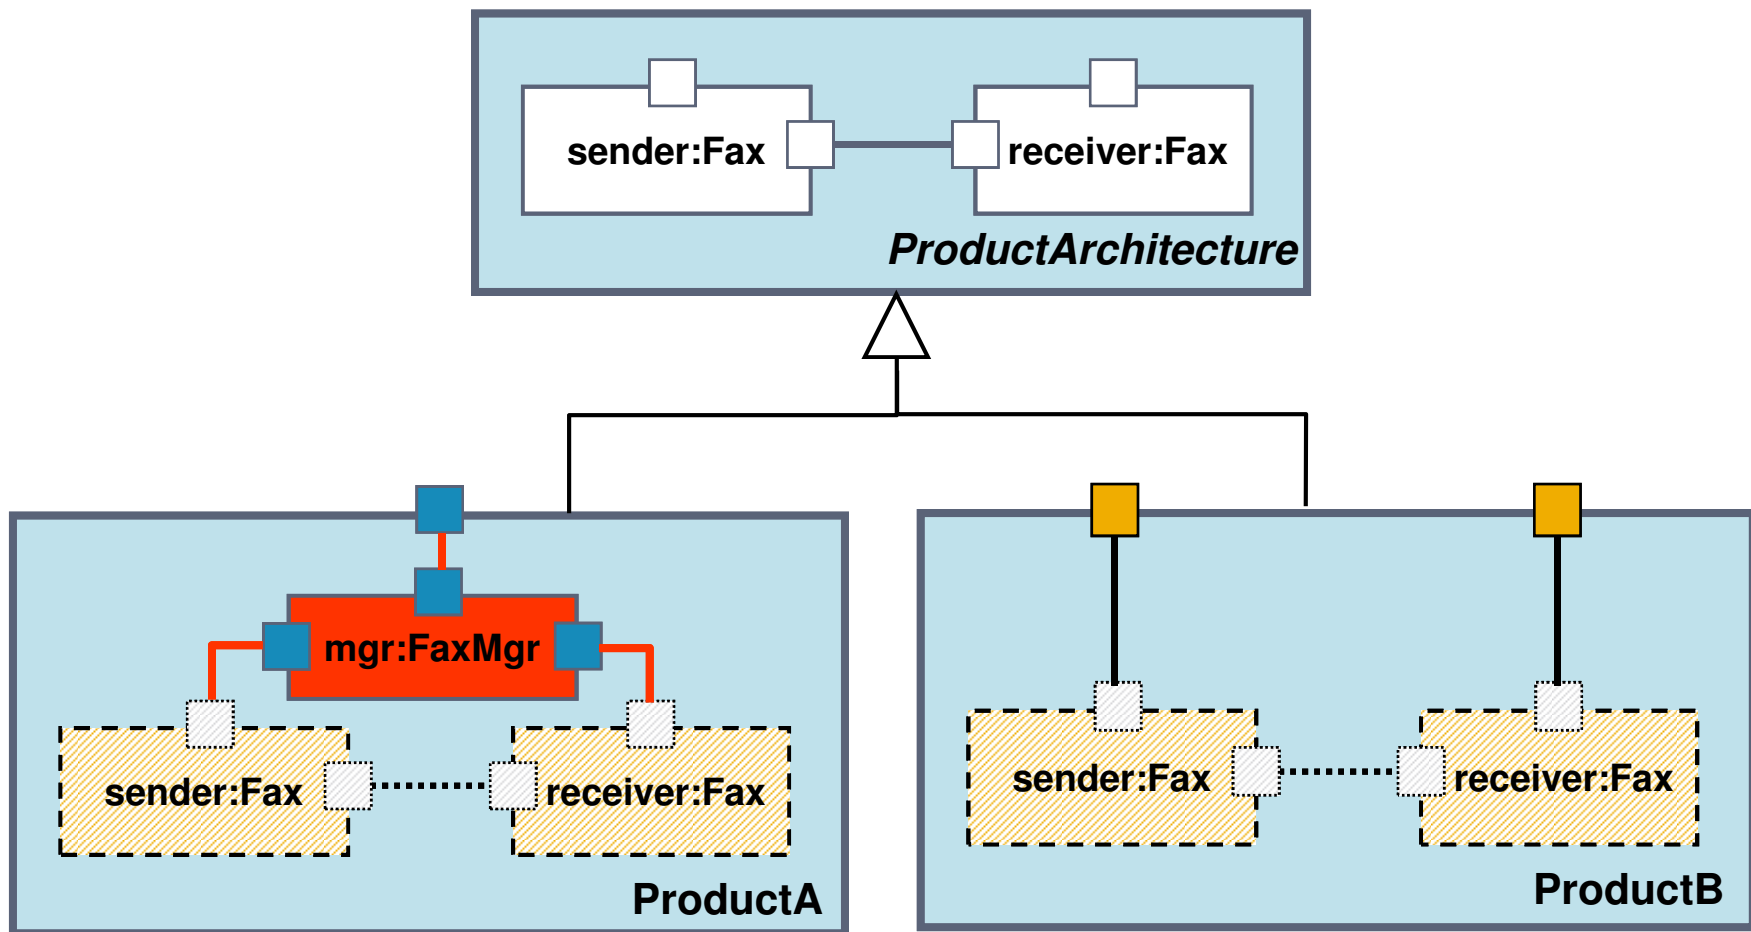 sender:Fax
receiver:Fax
ProductArchitecture
mgr:FaxMgr
sender:Fax
receiver:Fax
ProductA
sender:Fax
receiver:Fax
ProductB